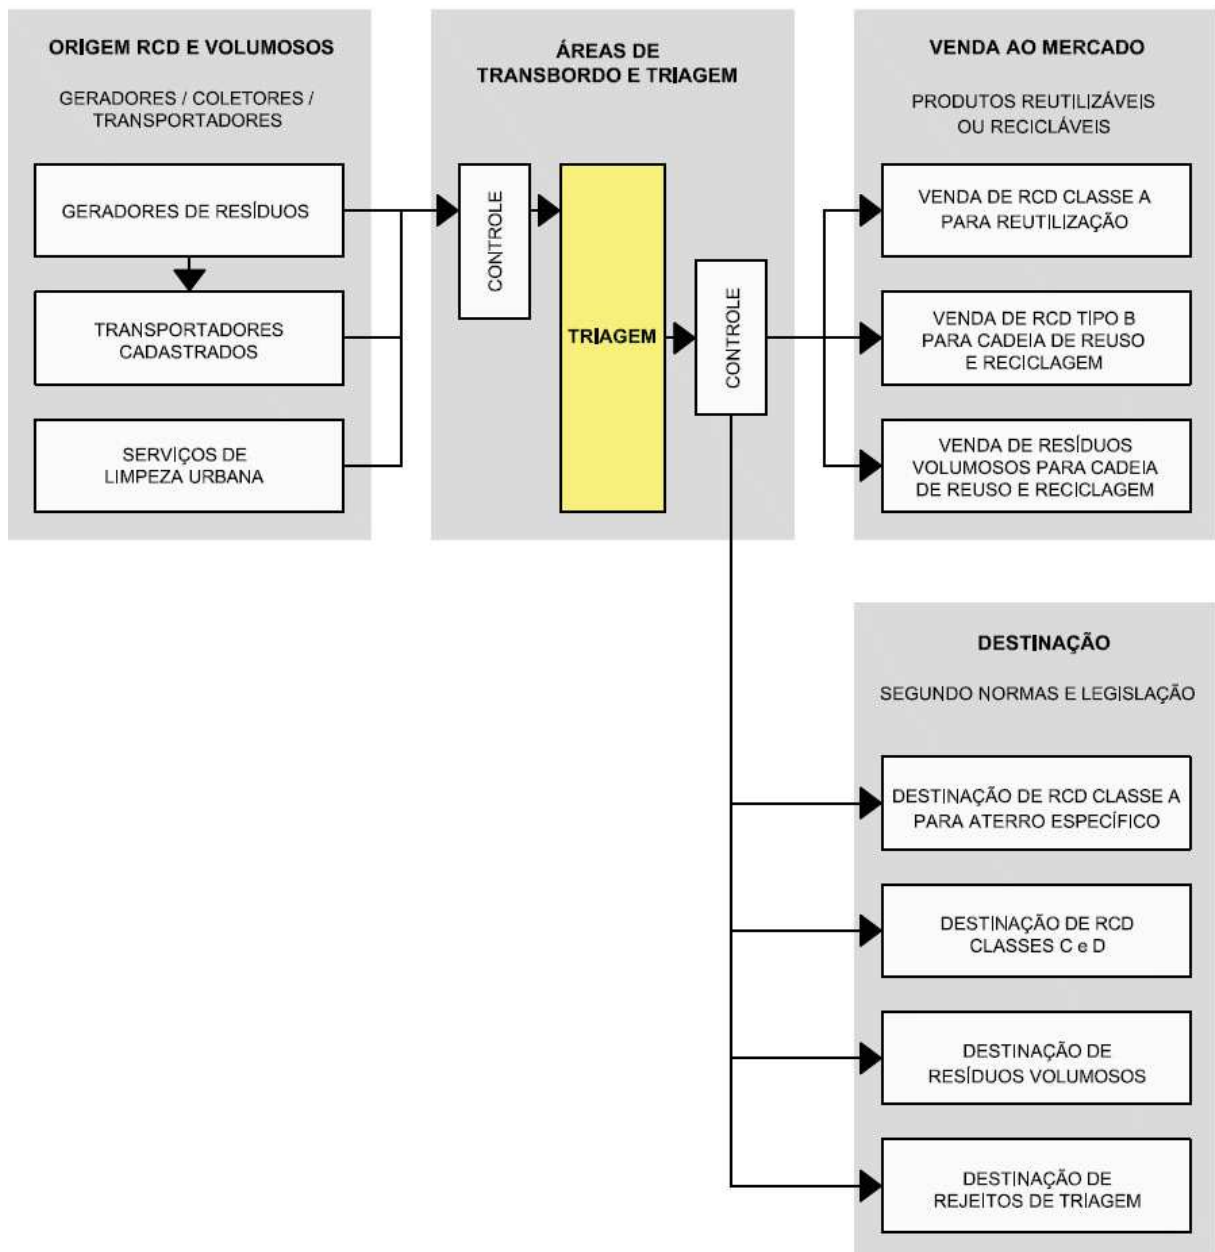 ORIGEM RCD E VOLUMOSOS
GERADORES / COLETORES /
TRANSPORTADORES
GERADORES DE RESÍDUOS
TRANSPORTADORES
CADASTRADOS
SERVIÇOS DE
LIMPEZA URBANA
ÁREAS DE
TRANSBORDO E TRIAGEM
CONTROLE
TRIAGEM
CONTROLE
VENDA AO MERCADO
PRODUTOS REUTILIZÁVEIS
OU RECICLÁVEIS
VENDA DE RCD CLASSE A
PARA REUTILIZAÇÃO
VENDA DE RCD TIPO B
PARA CADEIA DE REUSO
E RECICLAGEM
VENDA DE RESÍDUOS
VOLUMOSOS PARA CADEIA
DE REUSO E RECICLAGEM
DESTINAÇÃO
SEGUNDO NORMAS E LEGISLAÇÃO
DESTINAÇÃO DE RCD CLASSE A
PARA ATERRO ESPECÍFICO
DESTINAÇÃO DE RCD
CLASSES C e D
DESTINAÇÃO DE
RESÍDUOS VOLUMOSOS
DESTINAÇÃO DE
REJEITOS DE TRIAGEM